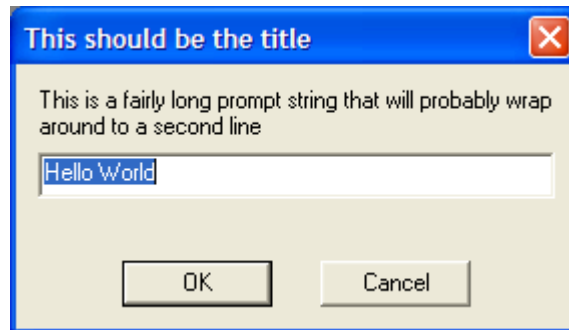 This should be the title
This is a fairly long prompt string that will probably wrap
around to a second line
Hello World
OK
Cancel